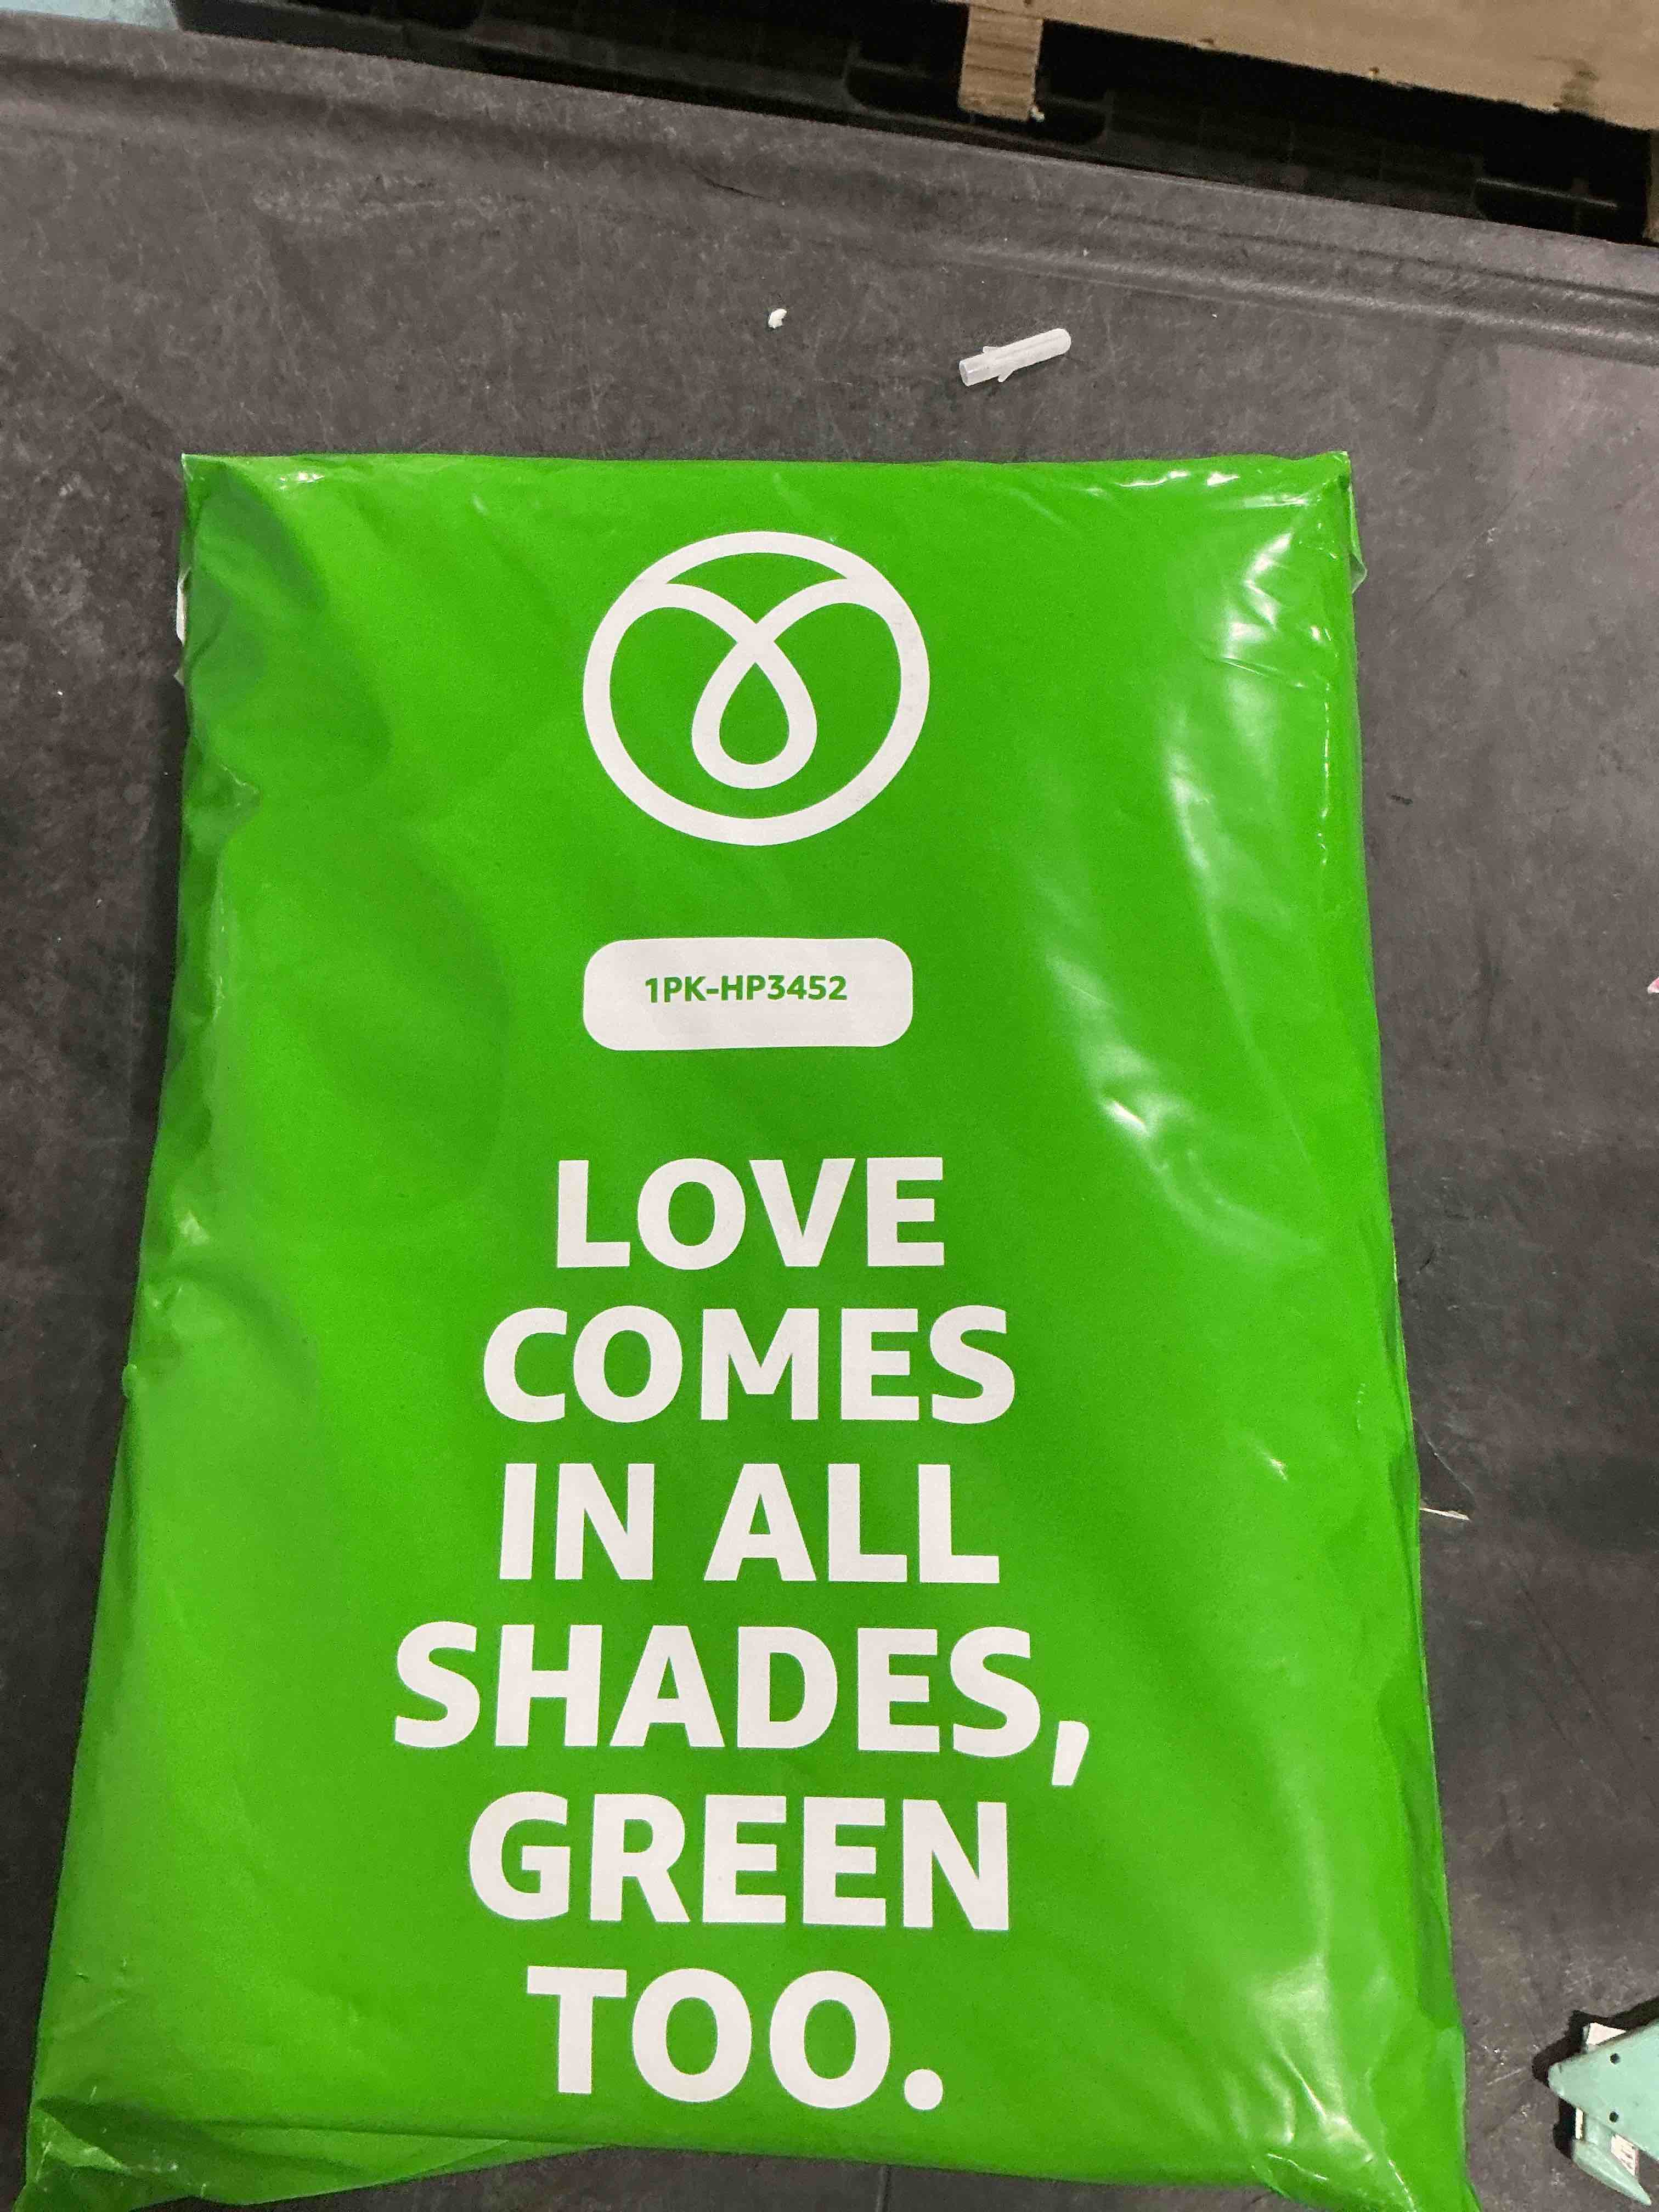 1PK-HP3452
LOVE
COMES
IN ALL
SHADES,
GREEN
TOO.